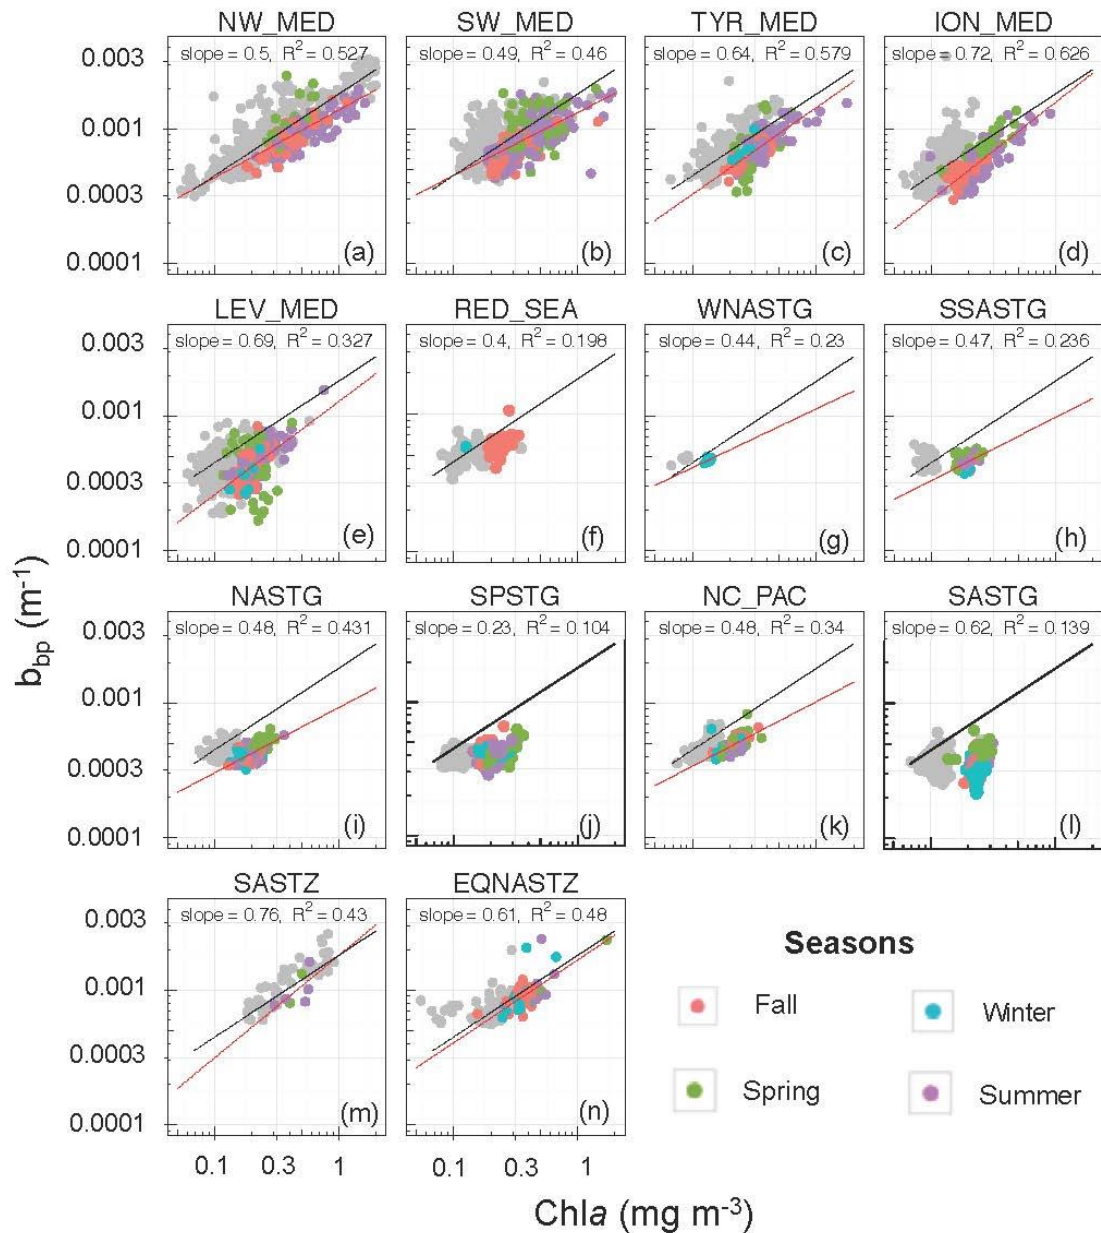 NW_MED SW_MED TYR_MED ION_MED
slope = 0.5, R² = 0.527 slope = 0.49, R² = 0.46 slope = 0.64, R² = 0.579 slope = 0.72, R² = 0.626
0.003
0.001
0.0003
0.0001
(a) (b) (c) (d)
LEV_MED RED_SEA WNASTG SSASTG
slope = 0.69, R² = 0.327 slope = 0.4, R² = 0.198 slope = 0.44, R² = 0.23 slope = 0.47, R² = 0.236
0.003
0.001
0.0003
0.0001
(e) (f) (g) (h)
b_bp (m⁻¹)
NASTG SPSTG NC_PAC SASTG
slope = 0.48, R² = 0.431 slope = 0.23, R² = 0.104 slope = 0.48, R² = 0.34 slope = 0.62, R² = 0.139
0.003
0.001
0.0003
0.0001
(i) (j) (k) (l)
SASTZ EQNASTZ
slope = 0.76, R² = 0.43 slope = 0.61, R² = 0.48
0.003
0.001
0.0003
0.0001
(m) (n)
0.1 0.3 1 0.1 0.3 1
Chla (mg m⁻³)
Seasons
Fall Winter
Spring Summer